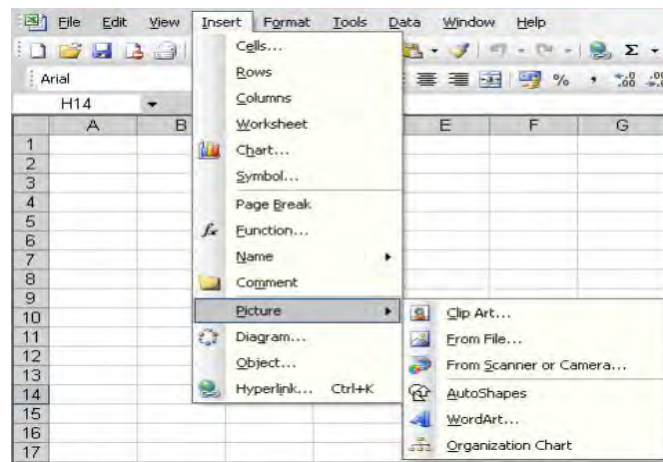 File Edit View Insert Format Tools Data Window Help
Arial
H14
A B E F G
Cells...
Rows
Columns
Worksheet
Chart...
Symbol...
Page Break
fx Function...
Name
Comment
Picture
Diagram...
Object...
Hyperlink... Ctrl+K
Clip Art...
From File...
From Scanner or Camera...
AutoShapes
WordArt...
Organization Chart
1
2
3
4
5
6
7
8
9
10
11
12
13
14
15
16
17